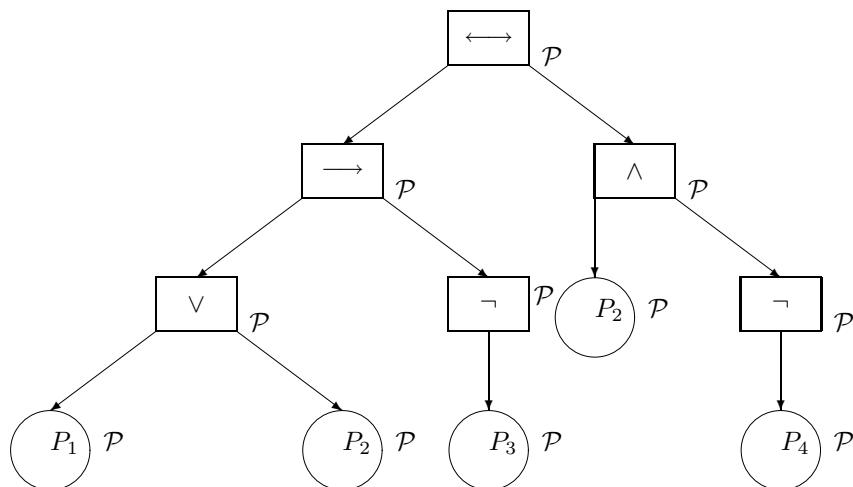 ⟷ 𝒫
⟶ 𝒫 ∧ 𝒫
∨ 𝒫 ¬ 𝒫 P₂ 𝒫 ¬ 𝒫
P₁ 𝒫 P₂ 𝒫 P₃ 𝒫 P₄ 𝒫